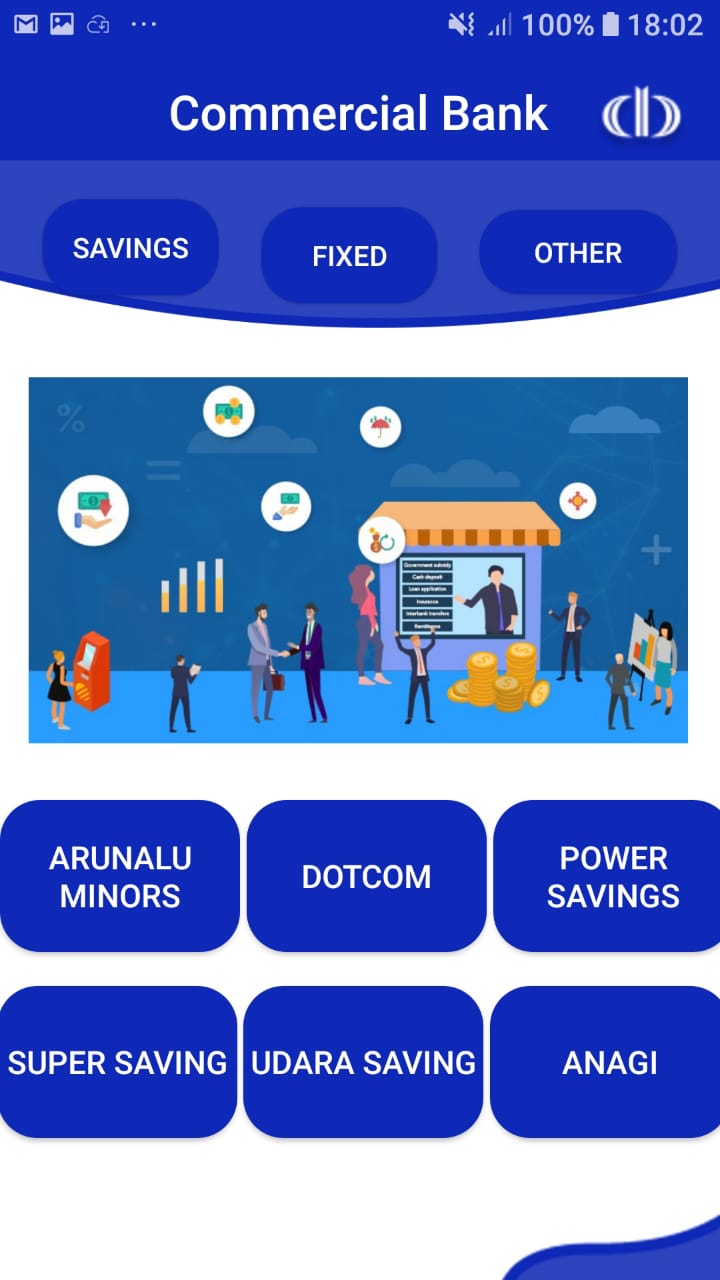 100% 18:02
Commercial Bank
SAVINGS
FIXED
OTHER
%
Government subsidy
Cash deposit
Loan application
Insurance
Interbank transfers
Remittance
ARUNALU
MINORS
DOTCOM
POWER
SAVINGS
SUPER SAVING
UDARA SAVING
ANAGI